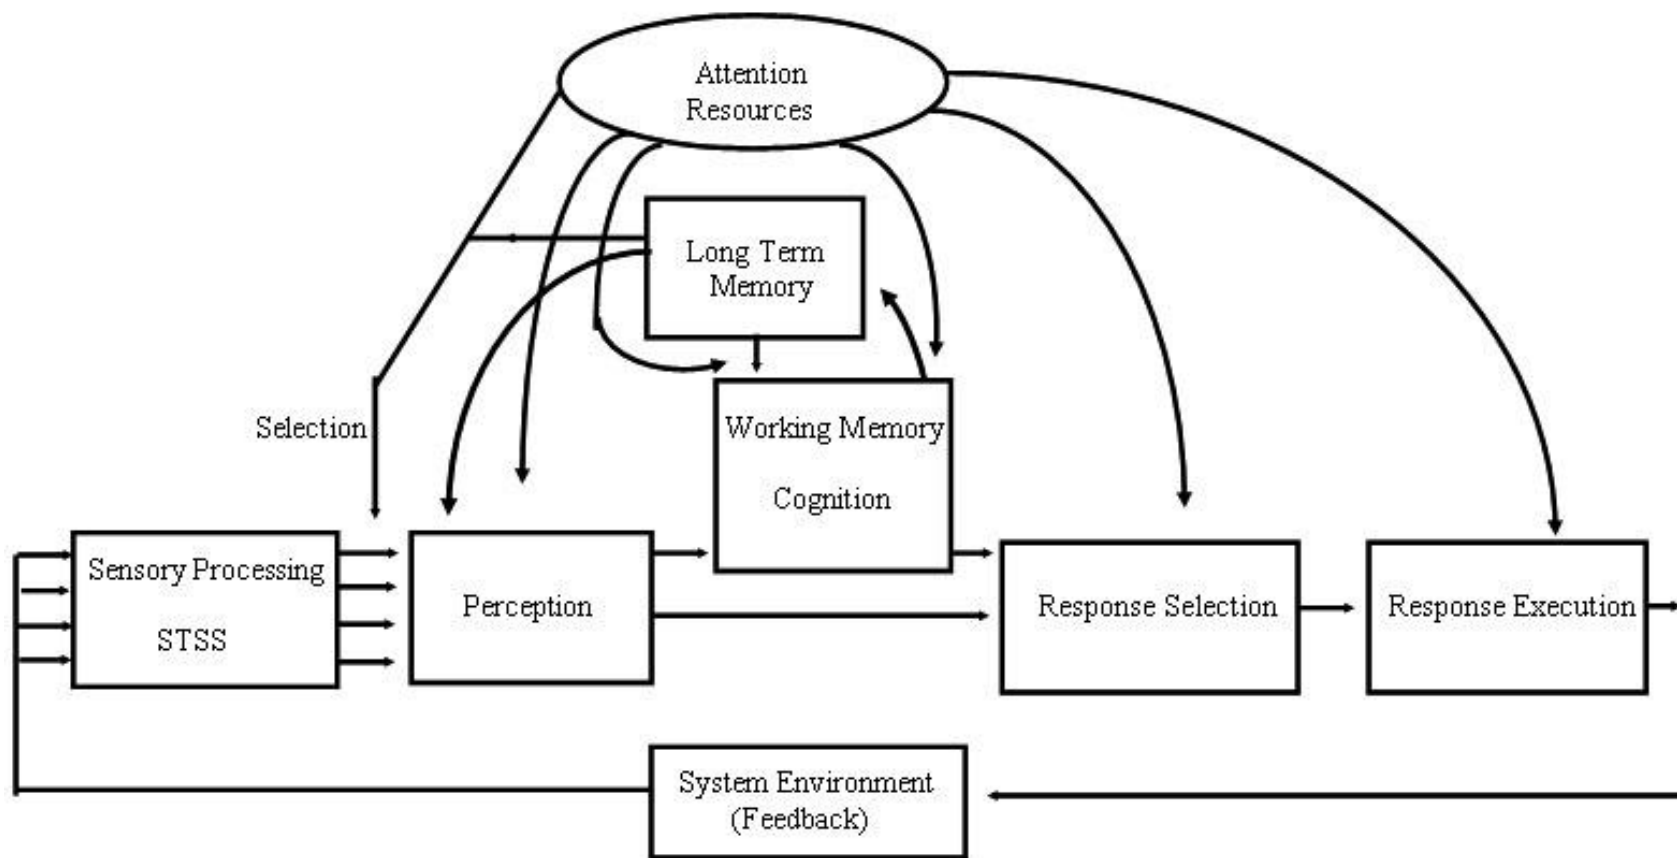 Attention
Resources
Long Term
Memory
Selection
Working Memory
Cognition
Sensory Processing
STSS
Perception
Response Selection
Response Execution
System Environment
(Feedback)